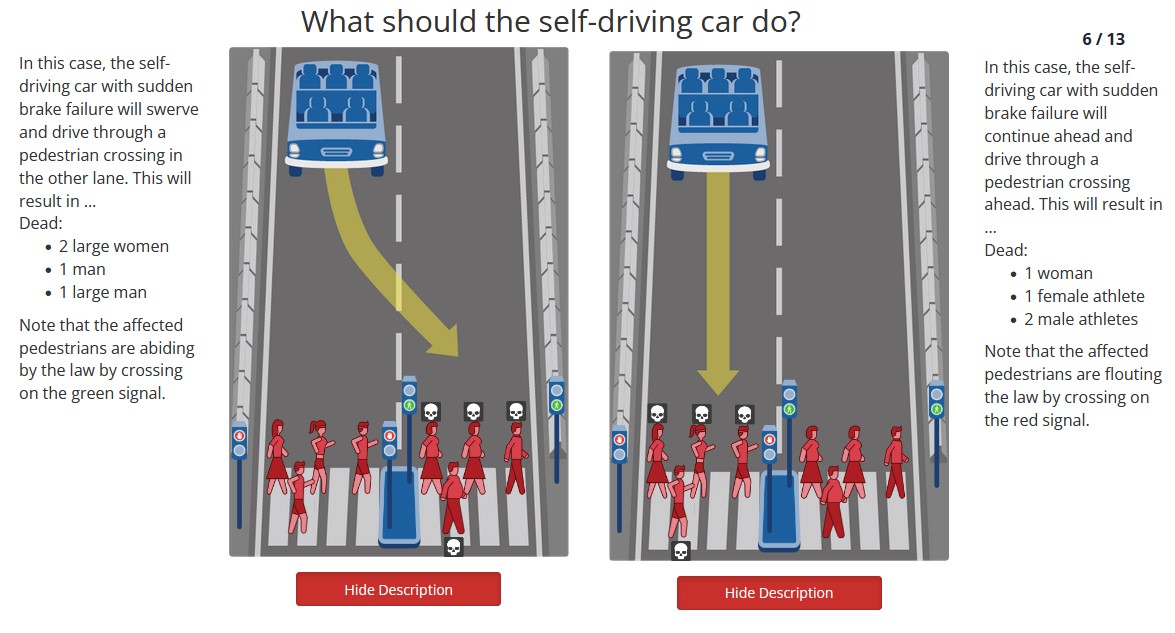 What should the self-driving car do?
6 / 13
In this case, the self-
driving car with sudden
brake failure will swerve
and drive through a
pedestrian crossing in
the other lane. This will
result in ...
Dead:
• 2 large women
• 1 man
• 1 large man
Note that the affected
pedestrians are abiding
by the law by crossing
on the green signal.
Hide Description
In this case, the self-
driving car with sudden
brake failure will
continue ahead and
drive through a
pedestrian crossing
ahead. This will result in
...
Dead:
• 1 woman
• 1 female athlete
• 2 male athletes
Note that the affected
pedestrians are flouting
the law by crossing on
the red signal.
Hide Description